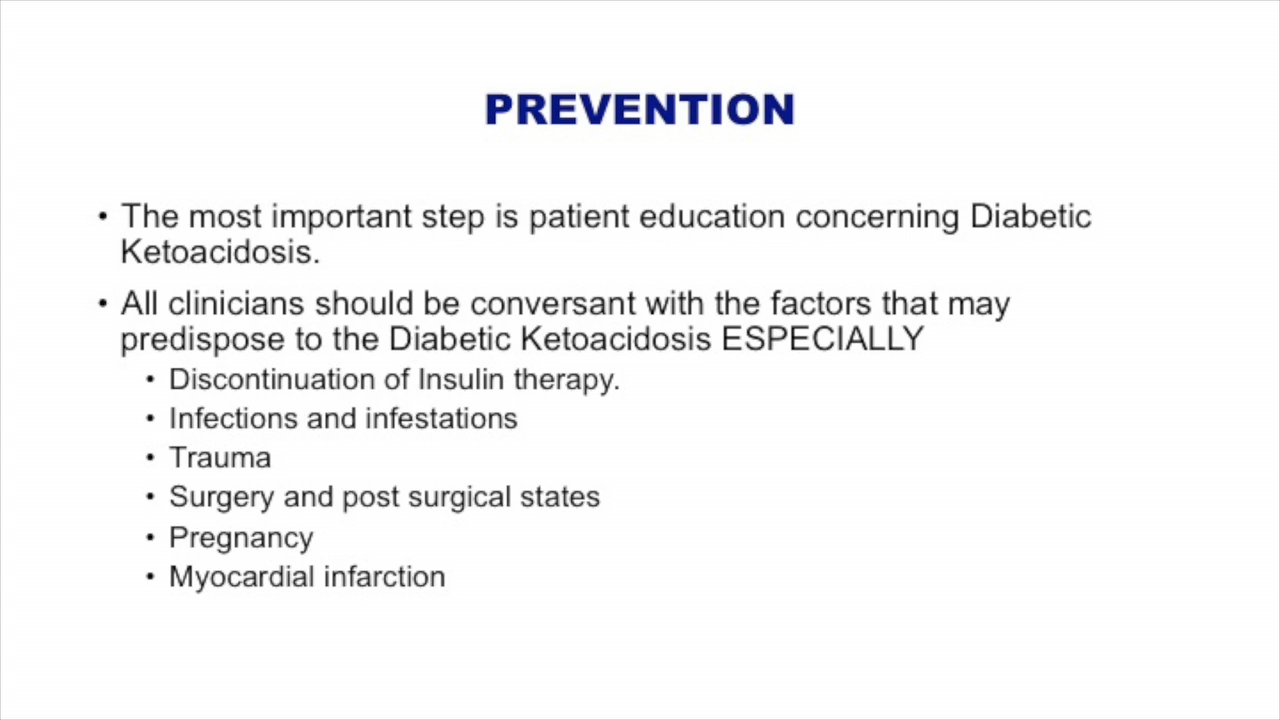 PREVENTION
• The most important step is patient education concerning Diabetic
Ketoacidosis.
• All clinicians should be conversant with the factors that may
predispose to the Diabetic Ketoacidosis ESPECIALLY
• Discontinuation of Insulin therapy.
• Infections and infestations
• Trauma
• Surgery and post surgical states
• Pregnancy
• Myocardial infarction